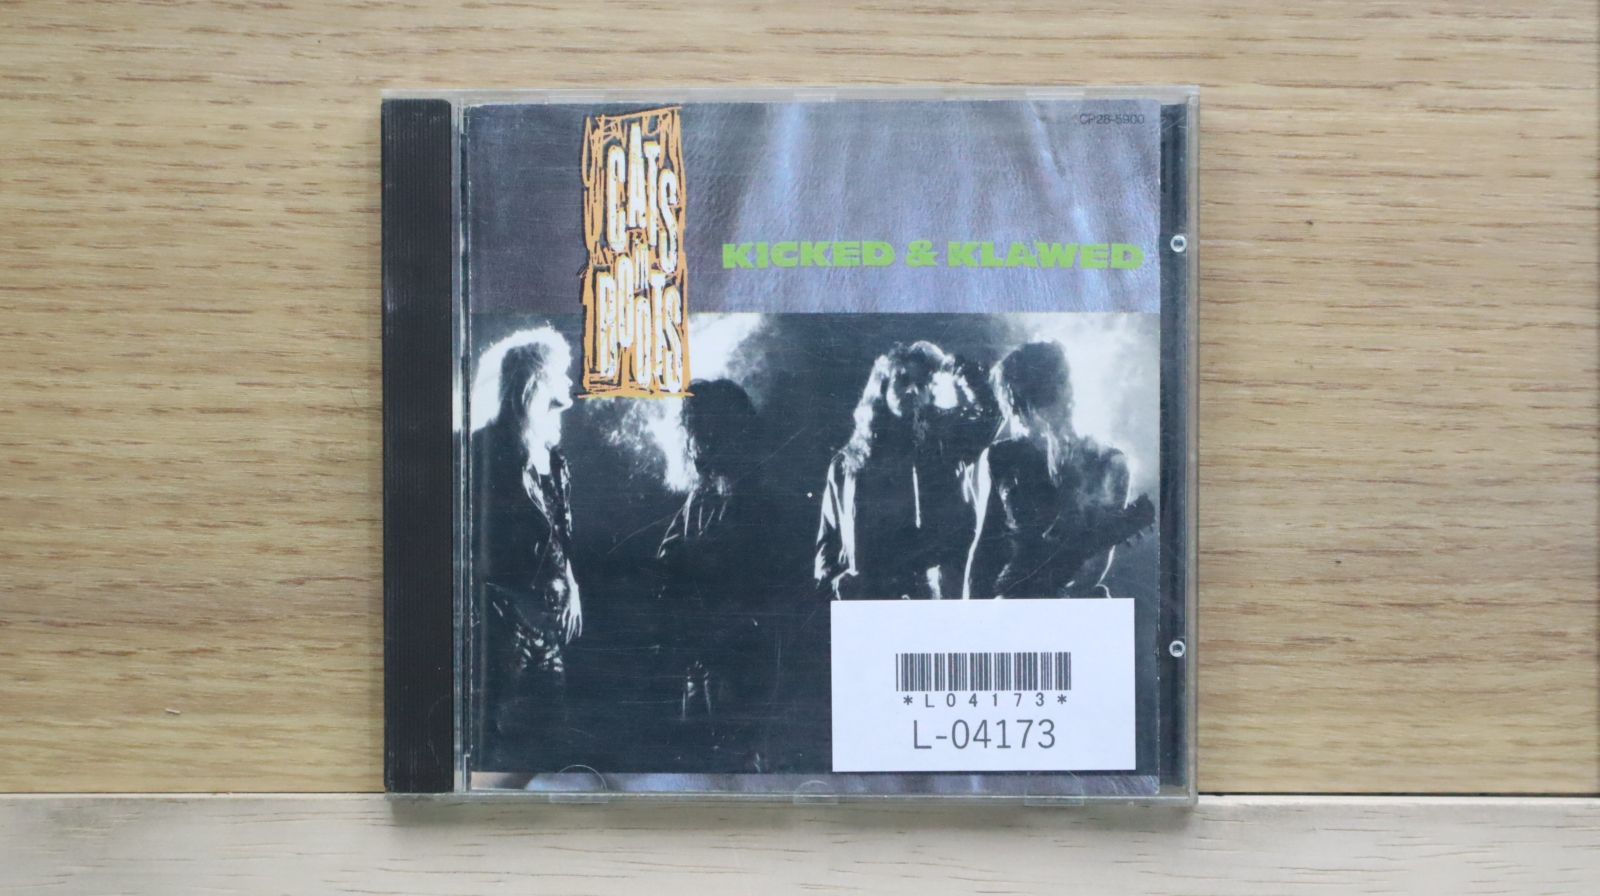 CP28-5900
CATS
IN
BOOTS
KICKED & KLAWED
*L04173*
L-04173